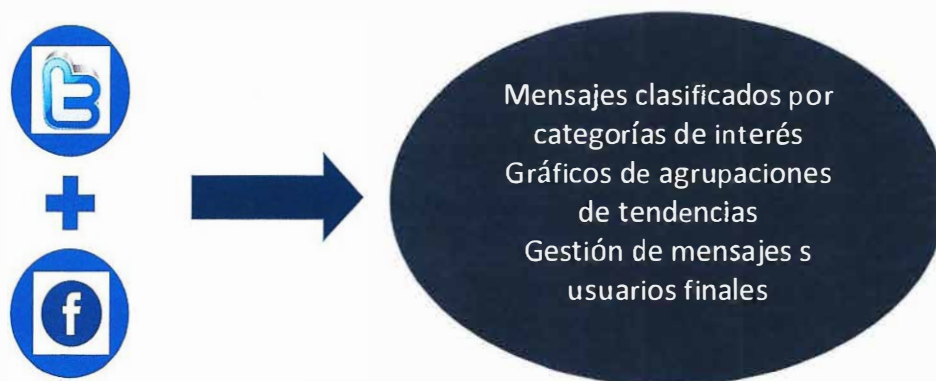 Mensajes clasificados por
categorías de interés
Gráficos de agrupaciones
de tendencias
Gestión de mensajes s
usuarios finales